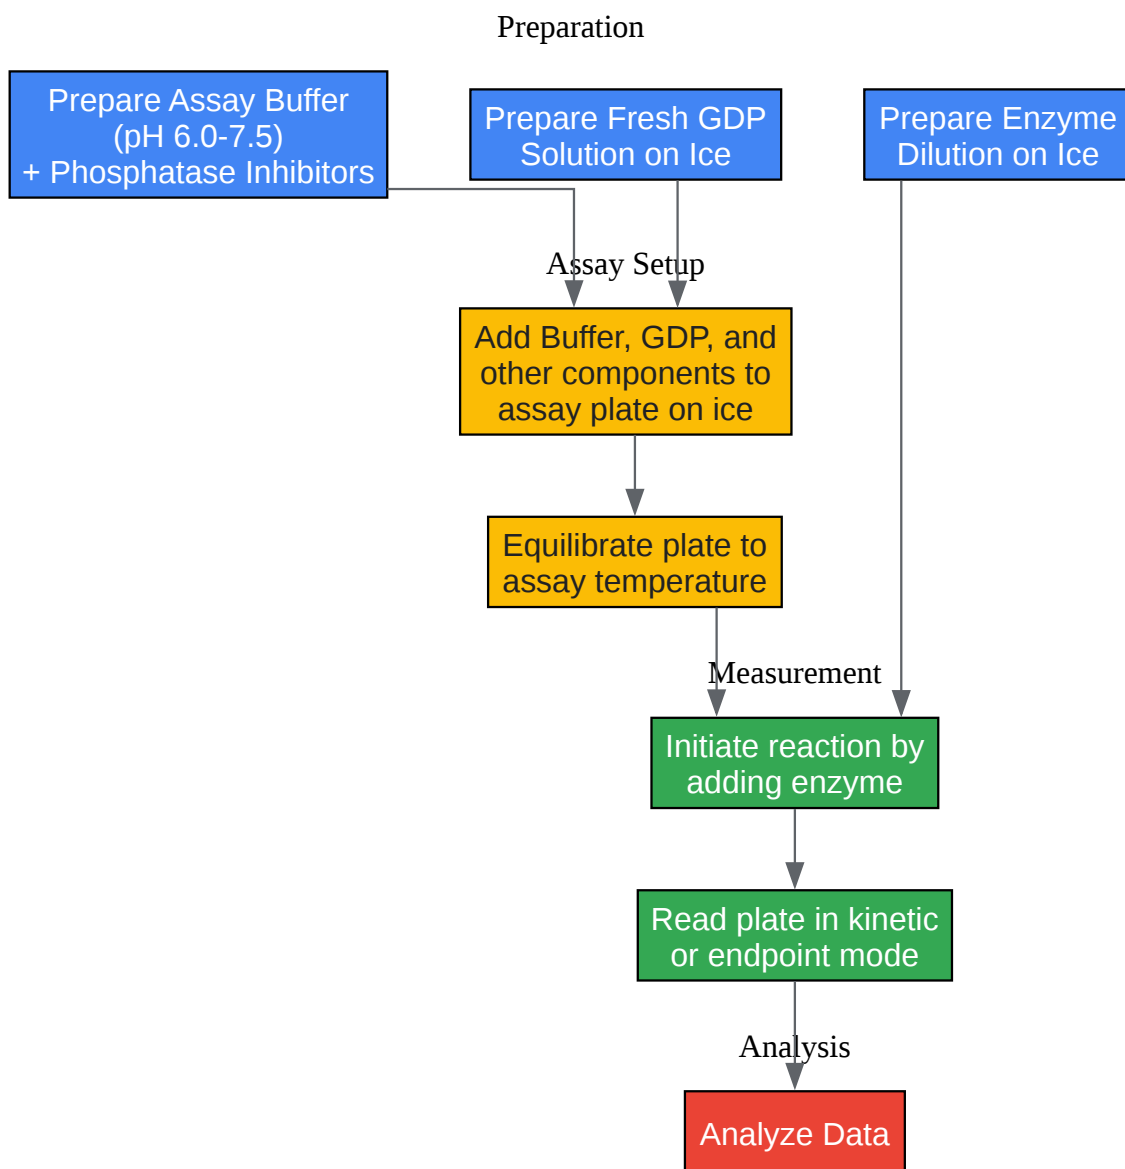 Preparation
Prepare Assay Buffer
(pH 6.0-7.5)
+ Phosphatase Inhibitors
Prepare Fresh GDP
Solution on Ice
Prepare Enzyme
Dilution on Ice
Assay Setup
Add Buffer, GDP, and
other components to
assay plate on ice
Equilibrate plate to
assay temperature
Measurement
Initiate reaction by
adding enzyme
Read plate in kinetic
or endpoint mode
Analysis
Analyze Data